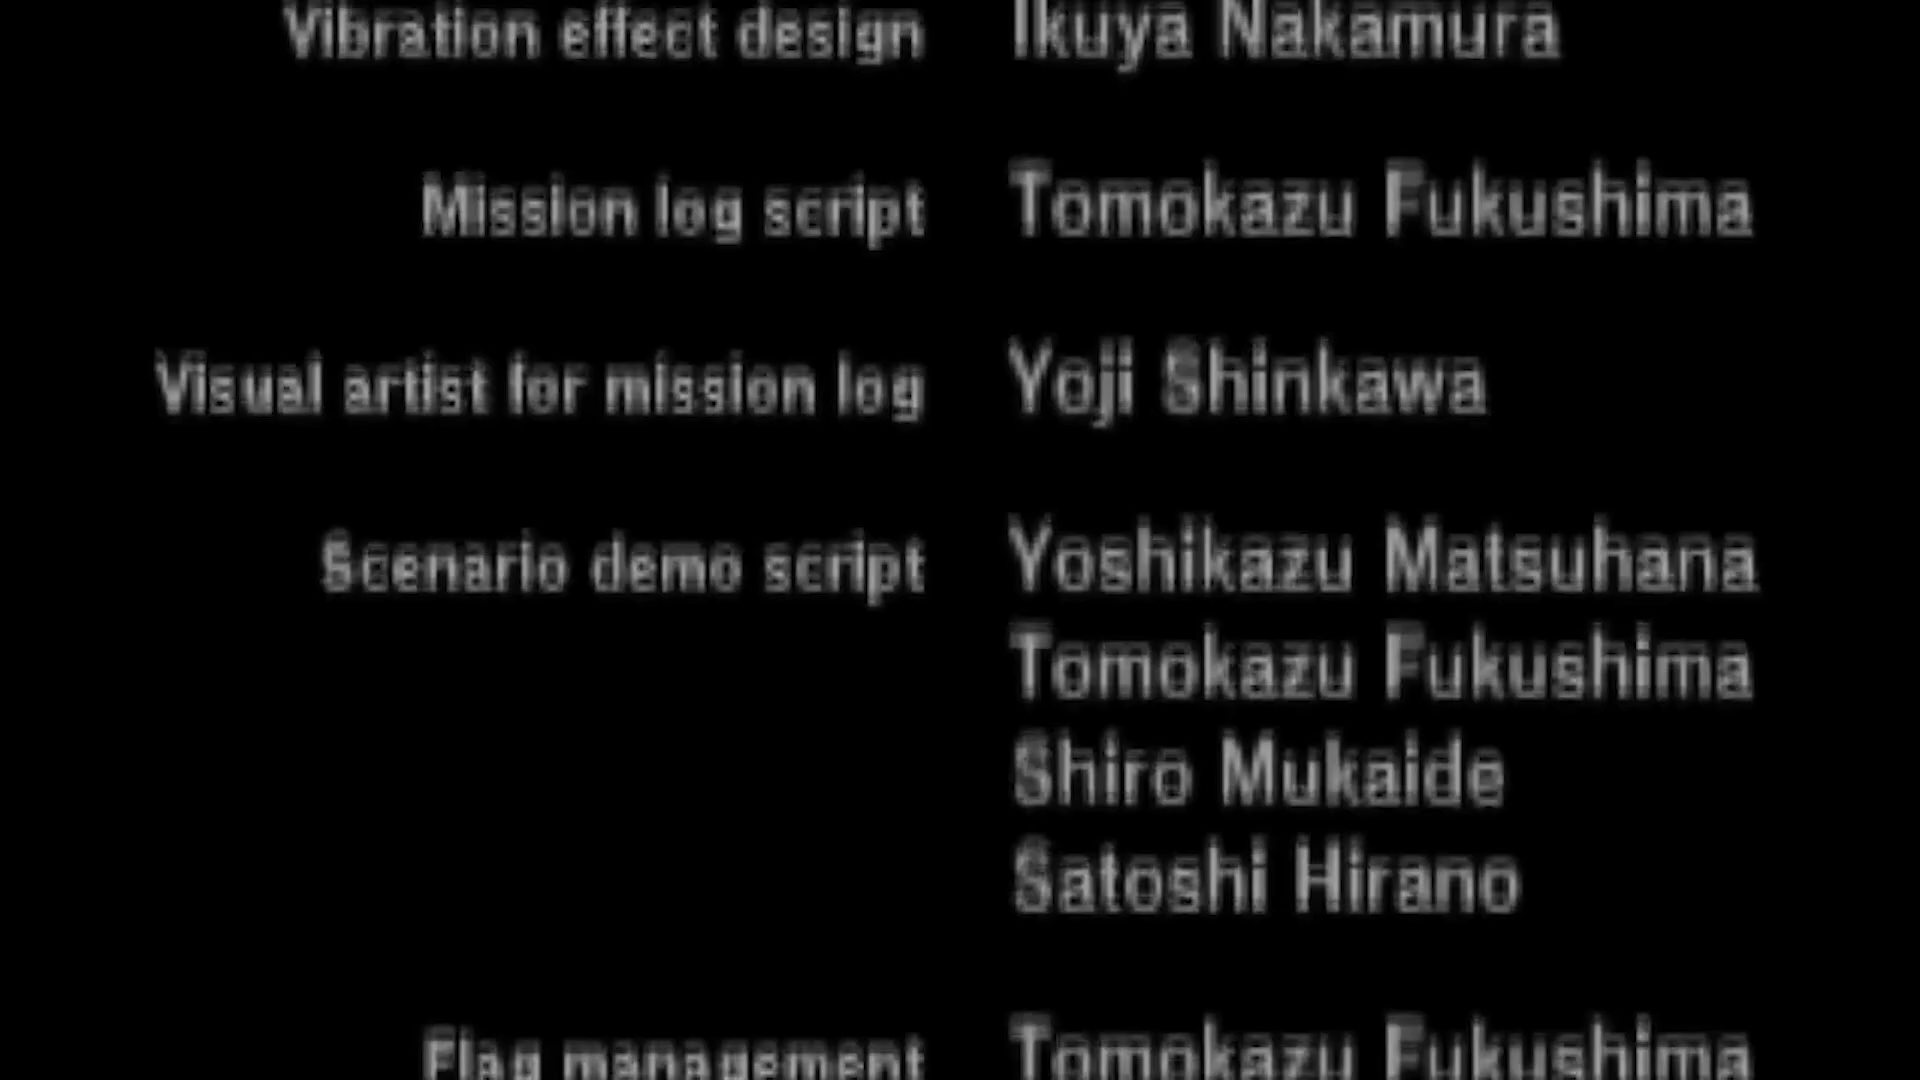 Vibration effect design Ikuya Nakamura
Mission log script Tomokazu Fukushima
Visual artist for mission log Yoji Shinkawa
Scenario demo script Yoshikazu Matsuhana
Tomokazu Fukushima
Shiro Mukaide
Satoshi Hirano
Flag management Tomokazu Fukushima